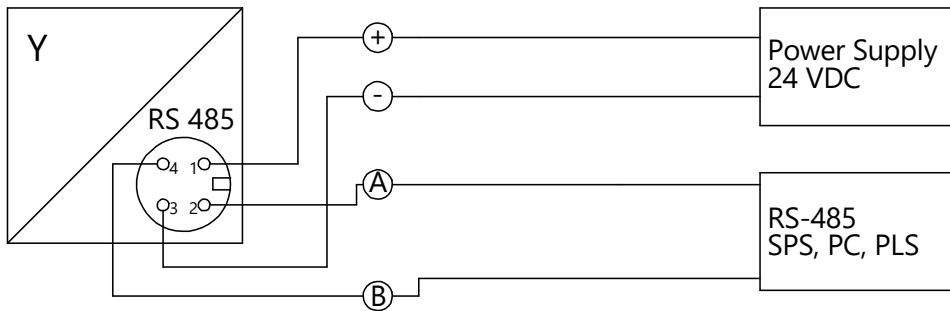 Y
+
Power Supply
24 VDC
-
RS 485
4 1
3 2
A
RS-485
SPS, PC, PLS
B